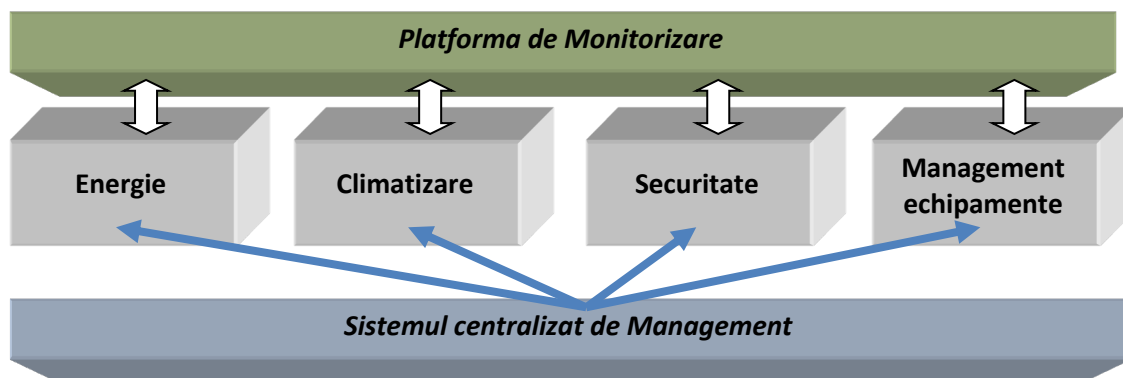 Platforma de Monitorizare
Energie
Climatizare
Securitate
Management
echipamente
Sistemul centralizat de Management